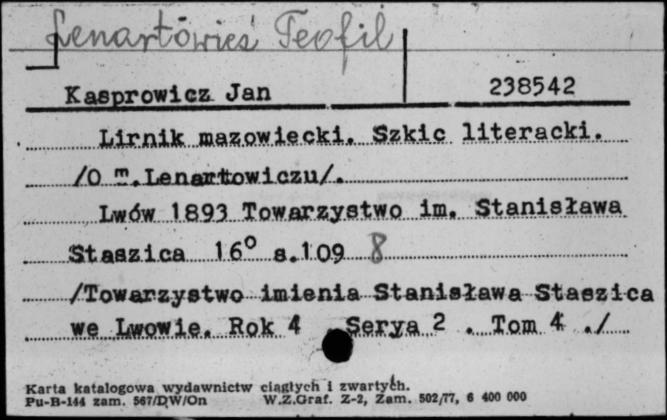 Lenartowicz Teofil
Kasprowicz Jan 238542
Lirnik mazowiecki. Szkic literacki.
/O m.Lenartowiczu/.
Lwów 1893 Towarzystwo im. Stanisława
Staszica 16° s.109 8
/Towarzystwo imienia Stanisława Staszica
we Lwowie. Rok 4 Serya 2 . Tom 4 ./
Karta katalogowa wydawnictw ciągłych i zwartych.
Pu-B-144 zam. 567/DW/On W.Z.Graf. Z-2, Zam. 502/77, 6 400 000